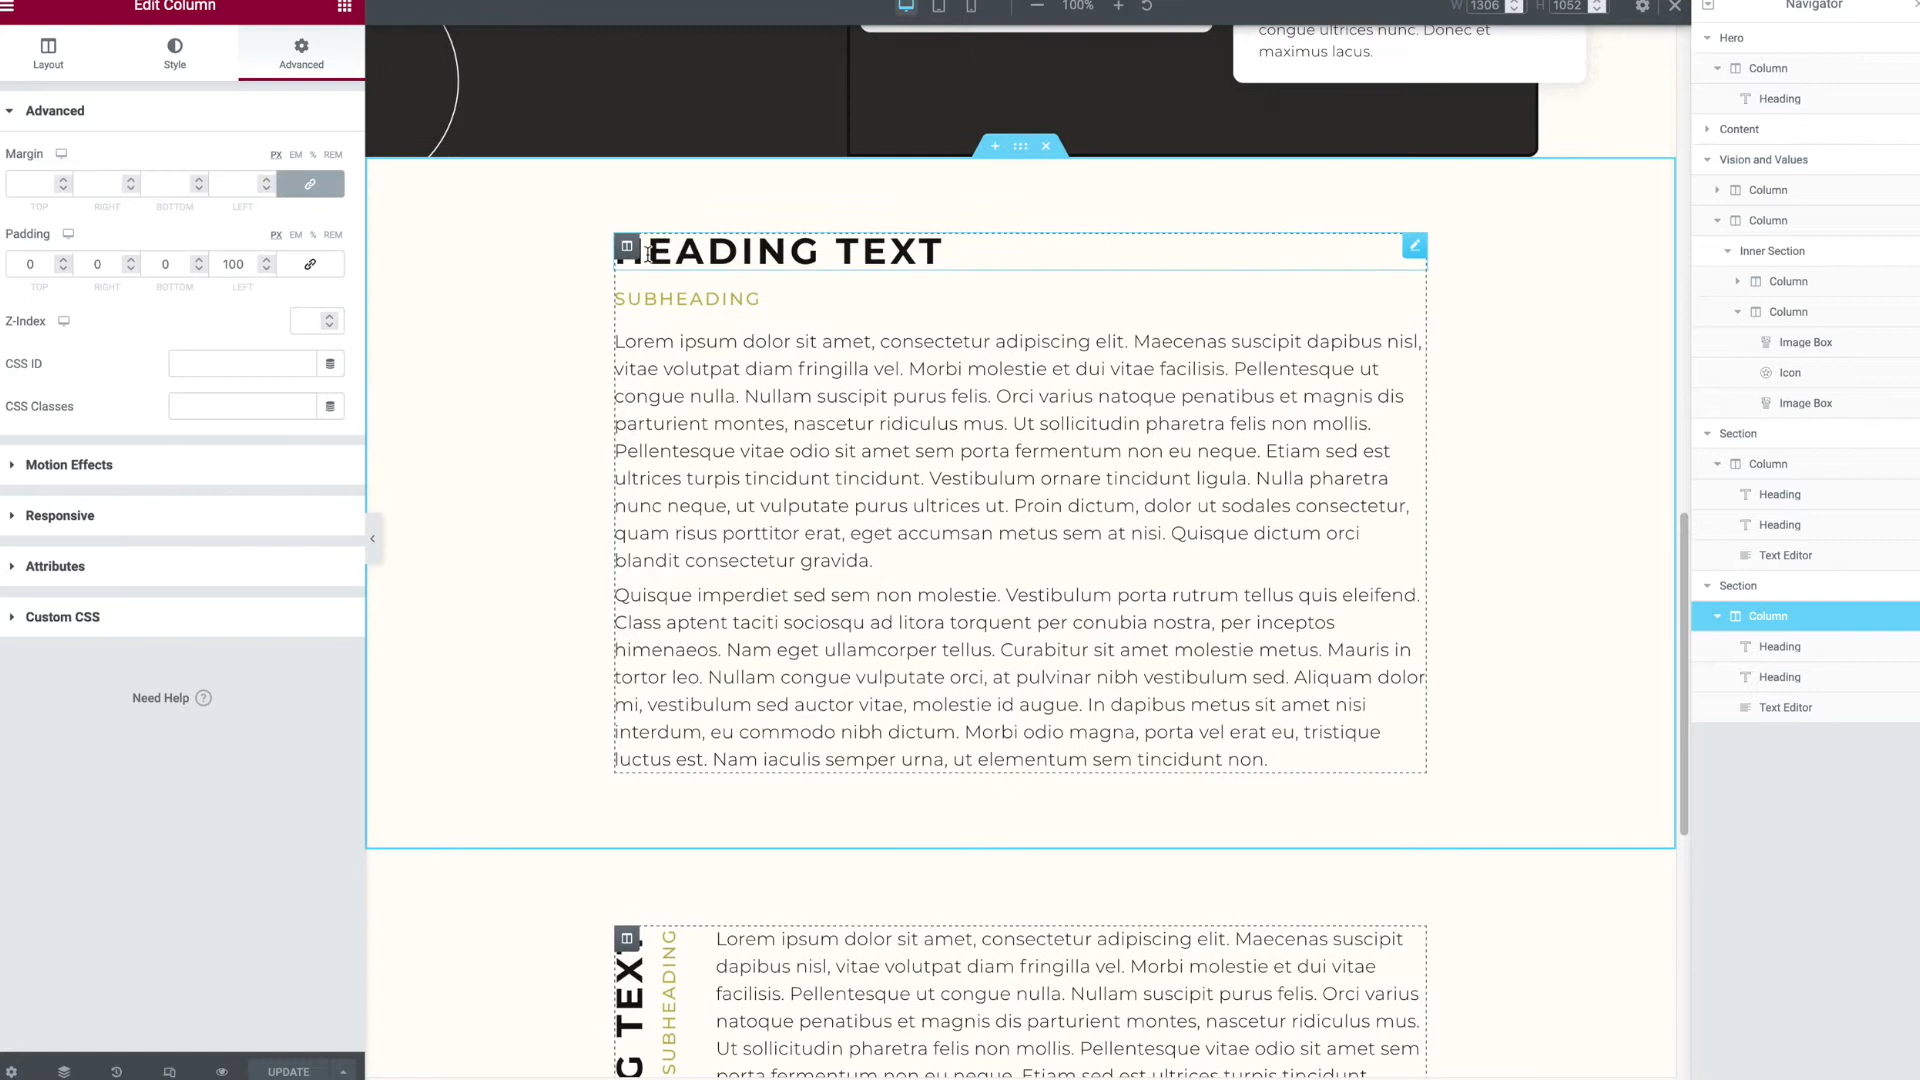 Edit Column
Layout
Style
Advanced
Advanced
Margin
PX EM % REM
TOP RIGHT BOTTOM LEFT
Padding
PX EM % REM
0 0 0 100
TOP RIGHT BOTTOM LEFT
Z-Index
CSS ID
CSS Classes
Motion Effects
Responsive
Attributes
Custom CSS
Need Help ?
UPDATE
100%
W 1306 H 1052
congue ultrices nunc. Donec et
maximus lacus.
HEADING TEXT
SUBHEADING
Lorem ipsum dolor sit amet, consectetur adipiscing elit. Maecenas suscipit dapibus nisl,
vitae volutpat diam fringilla vel. Morbi molestie et dui vitae facilisis. Pellentesque ut
congue nulla. Nullam suscipit purus felis. Orci varius natoque penatibus et magnis dis
parturient montes, nascetur ridiculus mus. Ut sollicitudin pharetra felis non mollis.
Pellentesque vitae odio sit amet sem porta fermentum non eu neque. Etiam sed est
ultrices turpis tincidunt tincidunt. Vestibulum ornare tincidunt ligula. Nulla pharetra
nunc neque, ut vulputate purus ultrices ut. Proin dictum, dolor ut sodales consectetur,
quam risus porttitor erat, eget accumsan metus sem at nisi. Quisque dictum orci
blandit consectetur gravida.
Quisque imperdiet sed sem non molestie. Vestibulum porta rutrum tellus quis eleifend.
Class aptent taciti sociosqu ad litora torquent per conubia nostra, per inceptos
himenaeos. Nam eget ullamcorper tellus. Curabitur sit amet molestie metus. Mauris in
tortor leo. Nullam congue vulputate orci, at pulvinar nibh vestibulum sed. Aliquam dolor
mi, vestibulum sed auctor vitae, molestie id augue. In dapibus metus sit amet nisi
interdum, eu commodo nibh dictum. Morbi odio magna, porta vel erat eu, tristique
luctus est. Nam iaculis semper urna, ut elementum sem tincidunt non.
G TEXT
SUBHEADING
Lorem ipsum dolor sit amet, consectetur adipiscing elit. Maecenas suscipit
dapibus nisl, vitae volutpat diam fringilla vel. Morbi molestie et dui vitae
facilisis. Pellentesque ut congue nulla. Nullam suscipit purus felis. Orci varius
natoque penatibus et magnis dis parturient montes, nascetur ridiculus mus.
Ut sollicitudin pharetra felis non mollis. Pellentesque vitae odio sit amet sem
porta fermentum non eu neque. Etiam sed est ultrices turpis tincidunt
Navigator
Hero
Column
Heading
Content
Vision and Values
Column
Column
Inner Section
Column
Column
Image Box
Icon
Image Box
Section
Column
Heading
Heading
Text Editor
Section
Column
Heading
Heading
Text Editor